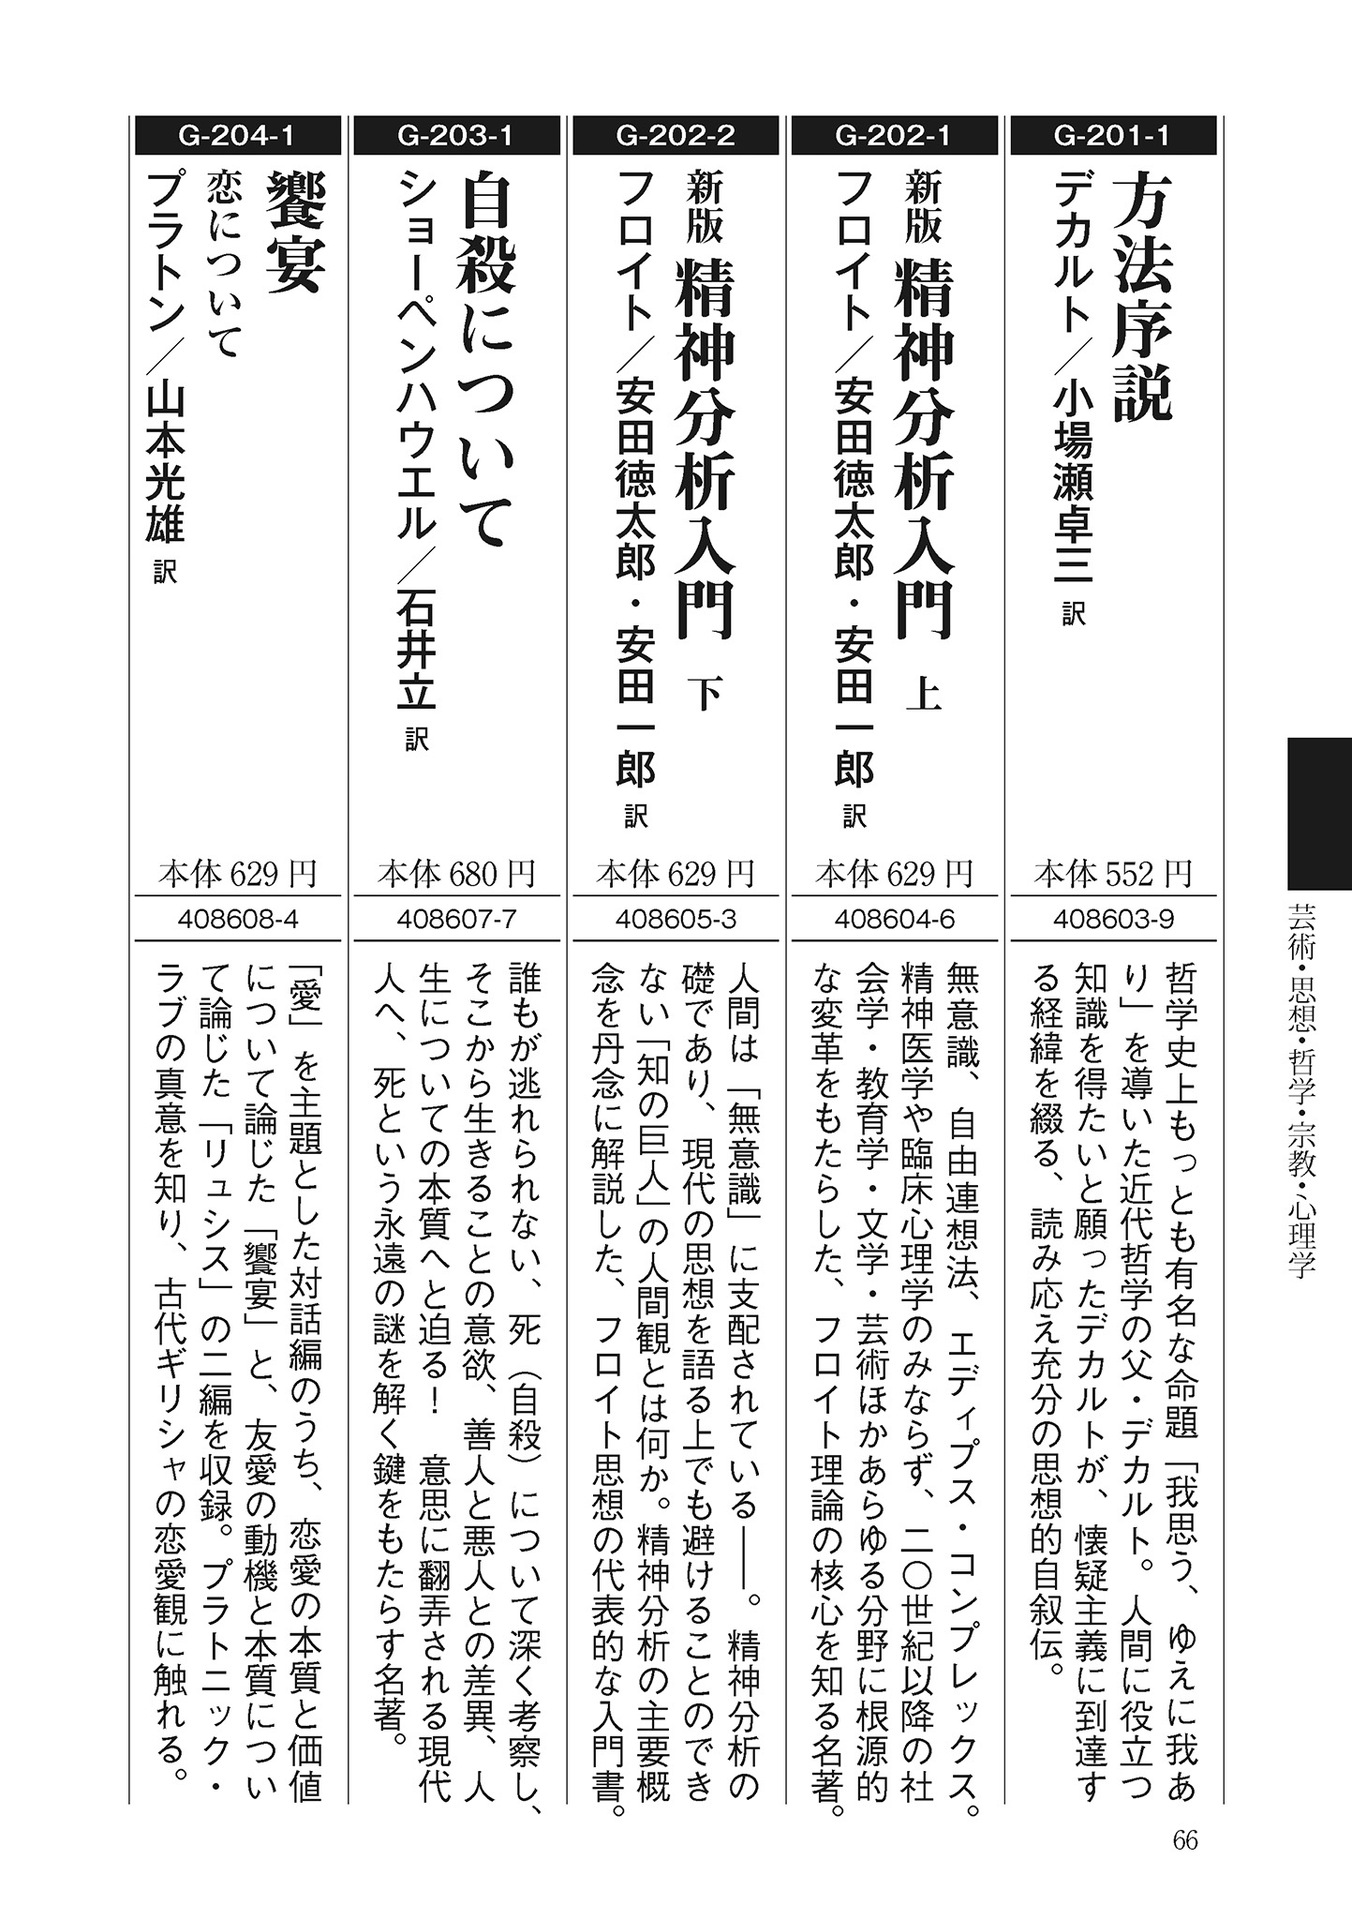 G-201-1
方法序説
デカルト／小場瀬卓三 訳
本体 552 円
408603-9
哲学史上もっとも有名な命題「我思う、ゆえに我あ
り」を導いた近代哲学の父・デカルト。人間に役立つ
知識を得たいと願ったデカルトが、懐疑主義に到達す
る経緯を綴る、読み応え充分の思想的自叙伝。
G-202-1
新版 精神分析入門 上
フロイト／安田徳太郎・安田一郎 訳
本体 629 円
408604-6
無意識、自由連想法、エディプス・コンプレックス。
精神医学や臨床心理学のみならず、二〇世紀以降の社
会学・教育学・文学・芸術ほかあらゆる分野に根源的
な変革をもたらした、フロイト理論の核心を知る名著。
G-202-2
新版 精神分析入門 下
フロイト／安田徳太郎・安田一郎 訳
本体 629 円
408605-3
人間は「無意識」に支配されている――。精神分析の
礎であり、現代の思想を語る上でも避けることのでき
ない「知の巨人」の人間観とは何か。精神分析の主要概
念を丹念に解説した、フロイト思想の代表的な入門書。
G-203-1
自殺について
ショーペンハウエル／石井立 訳
本体 680 円
408607-7
誰もが逃れられない、死（自殺）について深く考察し、
そこから生きることの意欲、善人と悪人との差異、人
生についての本質へと迫る！　意思に翻弄される現代
人へ、死という永遠の謎を解く鍵をもたらす名著。
G-204-1
饗宴
恋について
プラトン／山本光雄 訳
本体 629 円
408608-4
「愛」を主題とした対話編のうち、恋愛の本質と価値
について論じた「饗宴」と、友愛の動機と本質につい
て論じた「リュシス」の二編を収録。プラトニック・
ラブの真意を知り、古代ギリシャの恋愛観に触れる。
芸術・思想・哲学・宗教・心理学
66